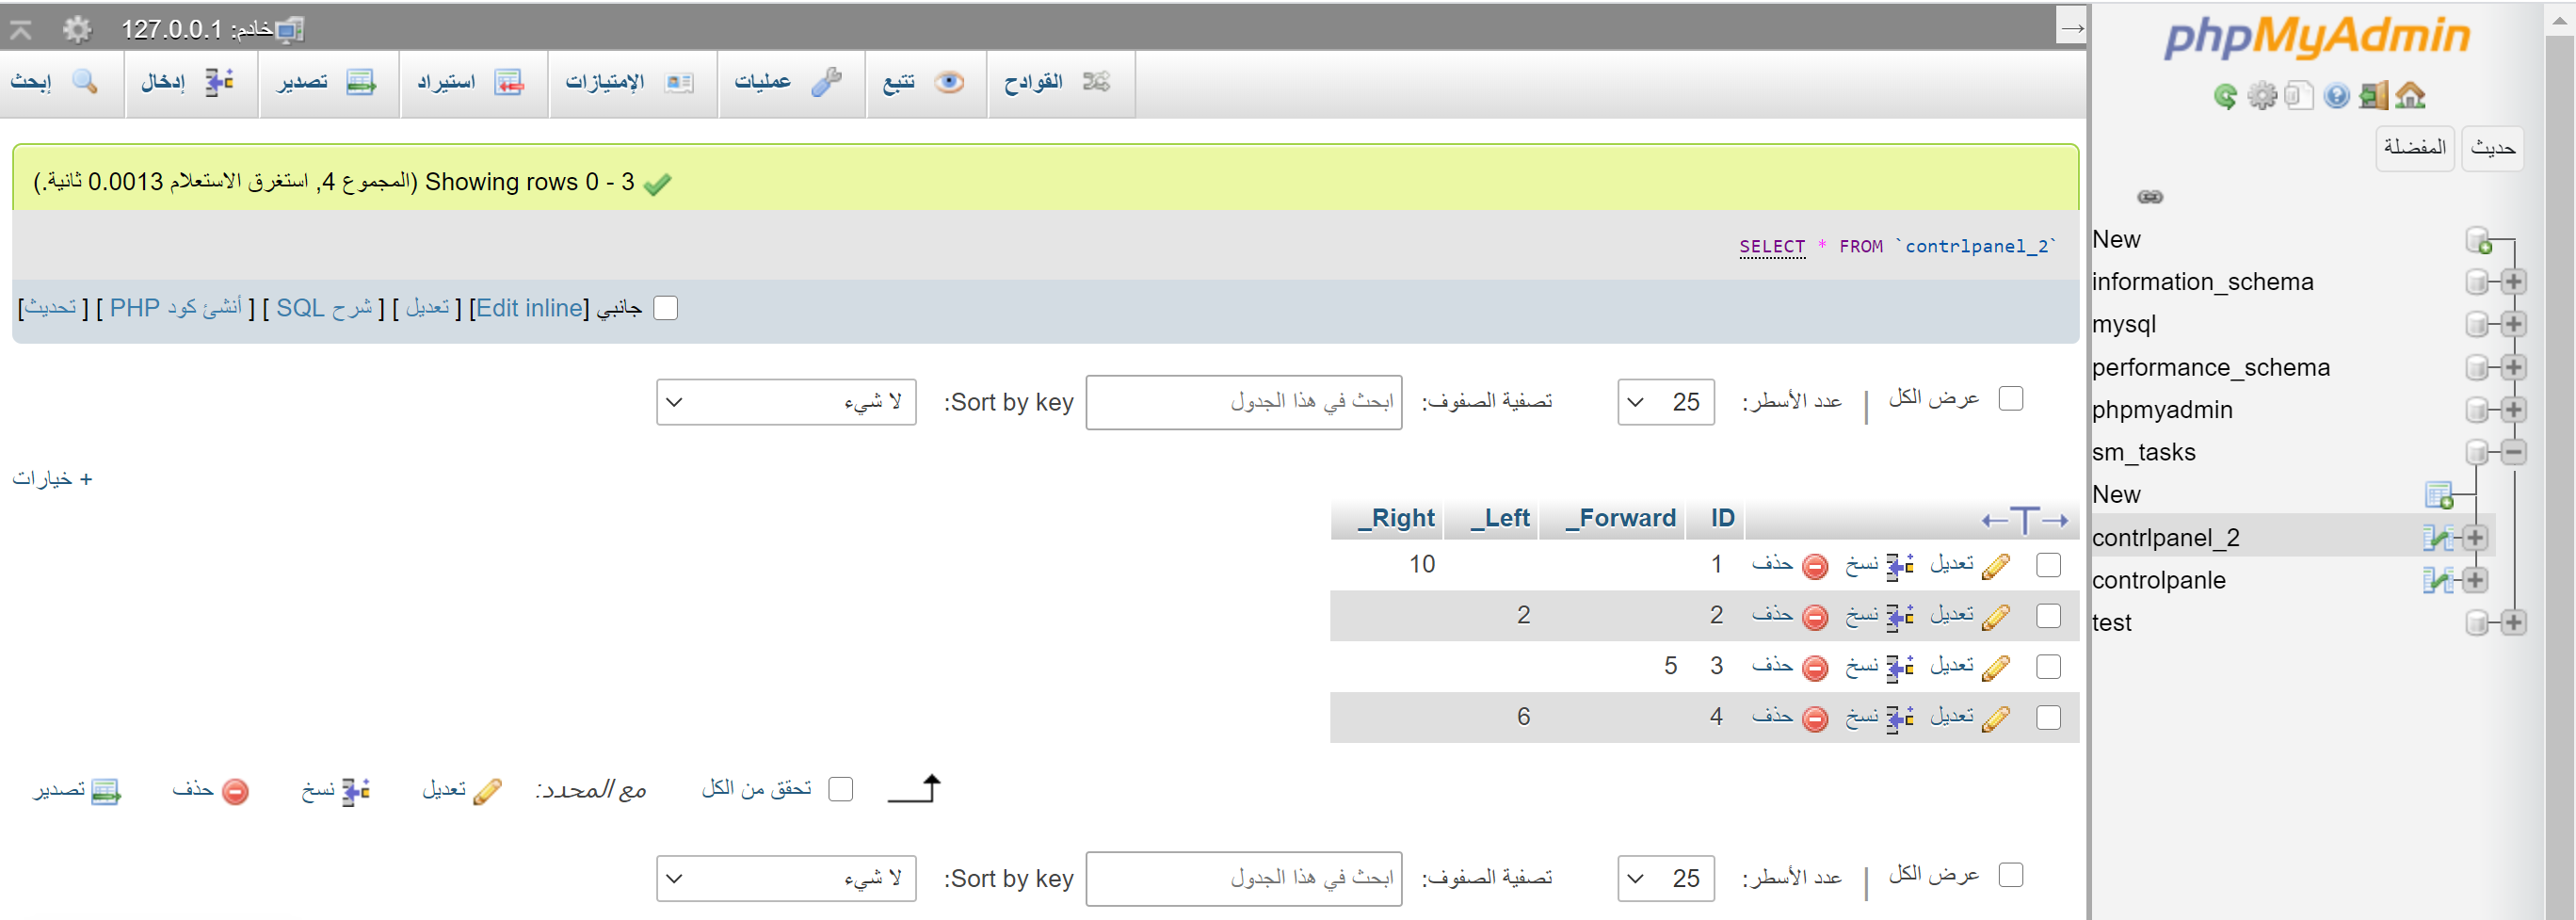 خادم: 127.0.0.1
إبحث إدخال تصدير استيراد الإمتيازات عمليات تتبع القوادح
Showing rows 0 - 3 (المجموع 4, استغرق الاستعلام 0.0013 ثانية.)
SELECT * FROM `contrlpanel_2`
جانبي [Edit inline] [ تعديل ] [ شرح SQL ] [ أنشئ كود PHP ] [ تحديث]
عرض الكل | عدد الأسطر: 25 تصفية الصفوف: ابحث في هذا الجدول Sort by key: لا شيء
+ خيارات
←T→ ID Forward_ Left_ Right_
تعديل نسخ حذف 1 10
تعديل نسخ حذف 2 2
تعديل نسخ حذف 3 5
تعديل نسخ حذف 4 6
تحقق من الكل مع المحدد: تعديل نسخ حذف تصدير
عرض الكل | عدد الأسطر: 25 تصفية الصفوف: ابحث في هذا الجدول Sort by key: لا شيء
phpMyAdmin
حديث المفضلة
New
information_schema
mysql
performance_schema
phpmyadmin
sm_tasks
New
contrlpanel_2
controlpanle
test